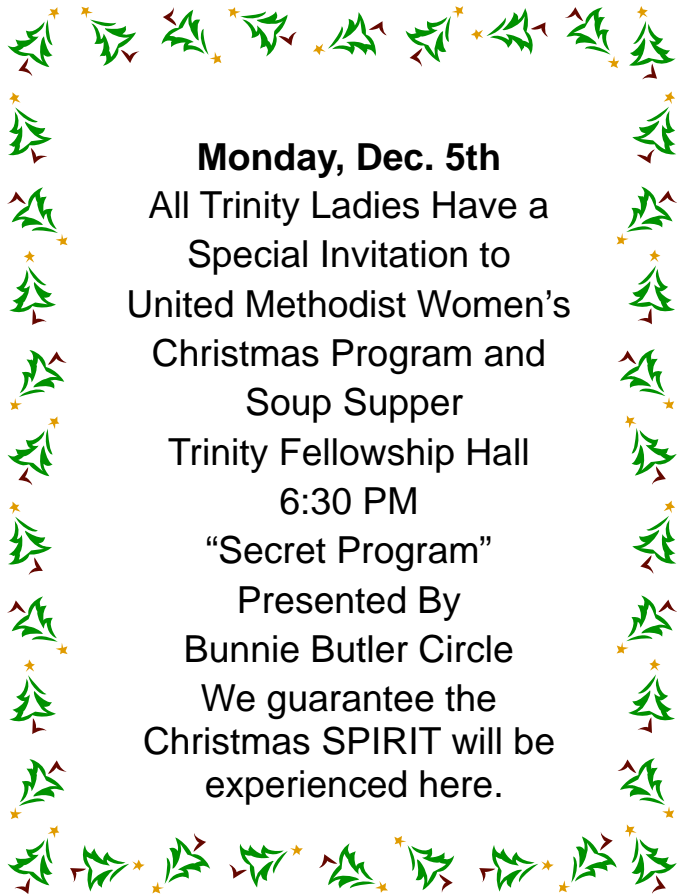 Monday, Dec. 5th
All Trinity Ladies Have a
Special Invitation to
United Methodist Women’s
Christmas Program and
Soup Supper
Trinity Fellowship Hall
6:30 PM
“Secret Program”
Presented By
Bunnie Butler Circle
We guarantee the
Christmas SPIRIT will be
experienced here.